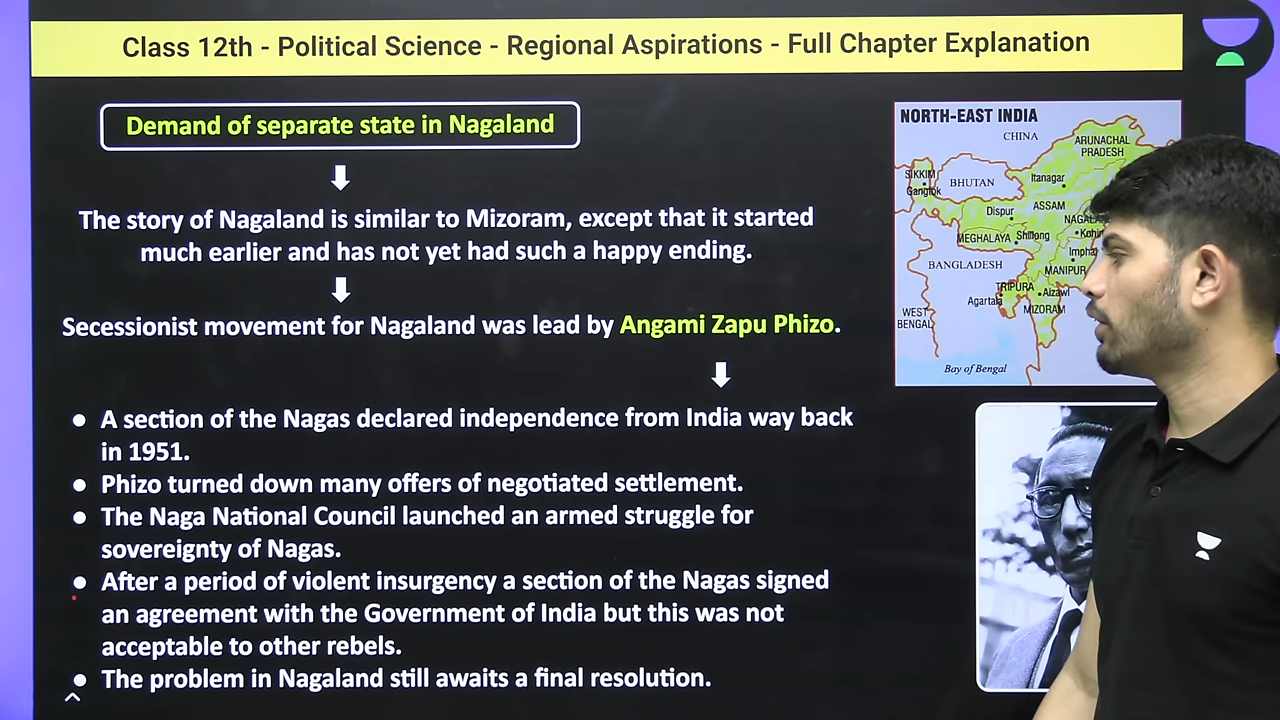 Class 12th - Political Science - Regional Aspirations - Full Chapter Explanation
Demand of separate state in Nagaland
The story of Nagaland is similar to Mizoram, except that it started
much earlier and has not yet had such a happy ending.
Secessionist movement for Nagaland was lead by Angami Zapu Phizo.
• A section of the Nagas declared independence from India way back
in 1951.
• Phizo turned down many offers of negotiated settlement.
• The Naga National Council launched an armed struggle for
sovereignty of Nagas.
• After a period of violent insurgency a section of the Nagas signed
an agreement with the Government of India but this was not
acceptable to other rebels.
• The problem in Nagaland still awaits a final resolution.
NORTH-EAST INDIA
CHINA
ARUNACHAL
PRADESH
SIKKIM
Gangtok
BHUTAN
Itanagar
Dispur
ASSAM
MEGHALAYA
Shillong
BANGLADESH
MANIPUR
TRIPURA
Agartala
Aizawl
MIZORAM
WEST
BENGAL
Bay of Bengal